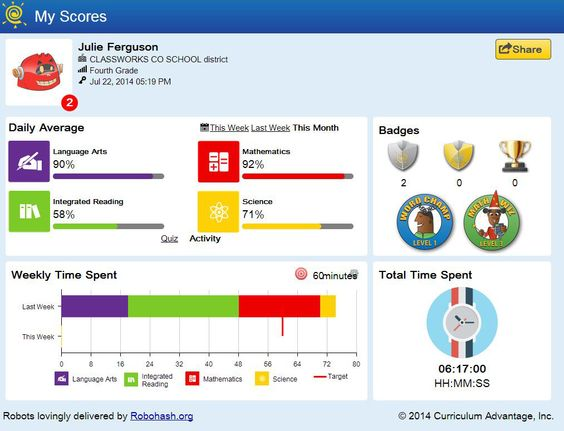 My Scores
Julie Ferguson
CLASSWORKS CO SCHOOL district
Fourth Grade
Jul 22, 2014 05:19 PM
Share
2
Daily Average
This Week Last Week This Month
Language Arts
90%
Mathematics
92%
Integrated Reading
58%
Science
71%
Quiz Activity
Badges
2 0 0
WORD CHAMP
LEVEL 1
MATH WIZ
LEVEL 1
Weekly Time Spent
60minutes
Last Week
This Week
0 8 16 24 32 40 48 56 64 72 80
Language Arts
Integrated
Reading
Mathematics
Science
Target
Total Time Spent
06:17:00
HH:MM:SS
Robots lovingly delivered by Robohash.org
© 2014 Curriculum Advantage, Inc.